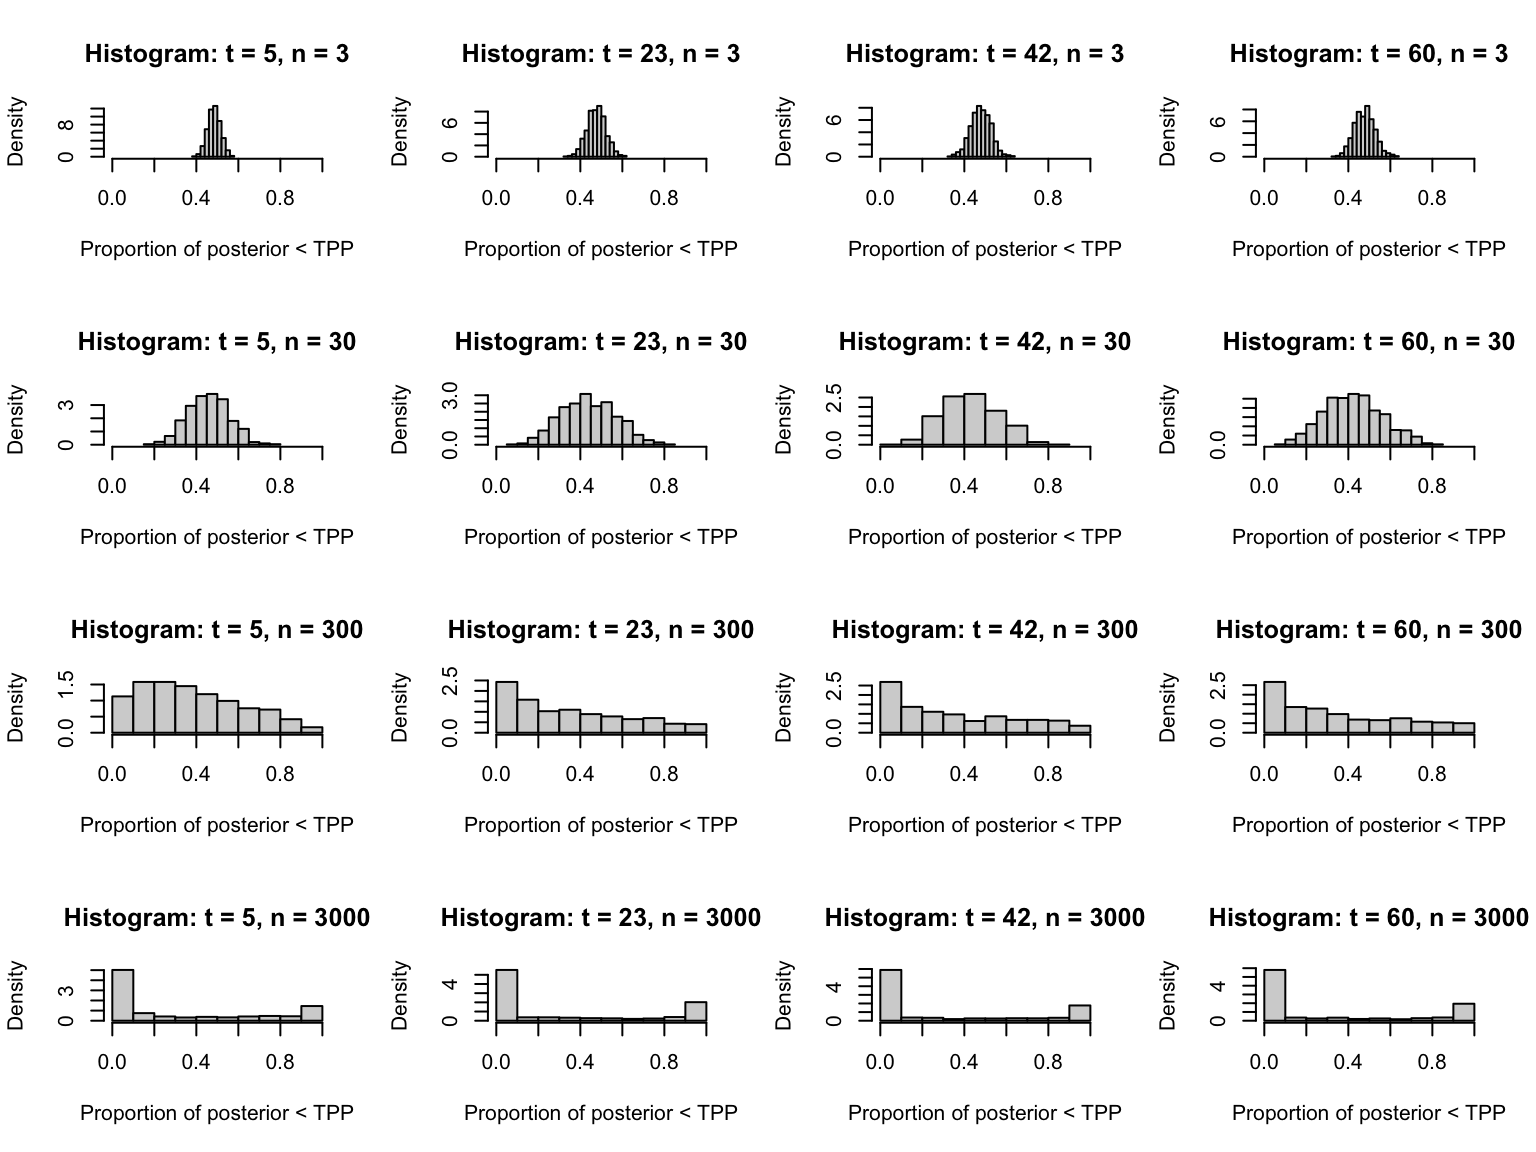 Histogram: t = 5, n = 3
Density
0 8
0.0 0.4 0.8
Proportion of posterior < TPP
Histogram: t = 23, n = 3
Density
0 6
0.0 0.4 0.8
Proportion of posterior < TPP
Histogram: t = 42, n = 3
Density
0 6
0.0 0.4 0.8
Proportion of posterior < TPP
Histogram: t = 60, n = 3
Density
0 6
0.0 0.4 0.8
Proportion of posterior < TPP
Histogram: t = 5, n = 30
Density
0 3
0.0 0.4 0.8
Proportion of posterior < TPP
Histogram: t = 23, n = 30
Density
0.0 3.0
0.0 0.4 0.8
Proportion of posterior < TPP
Histogram: t = 42, n = 30
Density
0.0 2.5
0.0 0.4 0.8
Proportion of posterior < TPP
Histogram: t = 60, n = 30
Density
0.0
0.0 0.4 0.8
Proportion of posterior < TPP
Histogram: t = 5, n = 300
Density
0.0 1.5
0.0 0.4 0.8
Proportion of posterior < TPP
Histogram: t = 23, n = 300
Density
0.0 2.5
0.0 0.4 0.8
Proportion of posterior < TPP
Histogram: t = 42, n = 300
Density
0.0 2.5
0.0 0.4 0.8
Proportion of posterior < TPP
Histogram: t = 60, n = 300
Density
0.0 2.5
0.0 0.4 0.8
Proportion of posterior < TPP
Histogram: t = 5, n = 3000
Density
0 3
0.0 0.4 0.8
Proportion of posterior < TPP
Histogram: t = 23, n = 3000
Density
0 4
0.0 0.4 0.8
Proportion of posterior < TPP
Histogram: t = 42, n = 3000
Density
0 4
0.0 0.4 0.8
Proportion of posterior < TPP
Histogram: t = 60, n = 3000
Density
0 4
0.0 0.4 0.8
Proportion of posterior < TPP